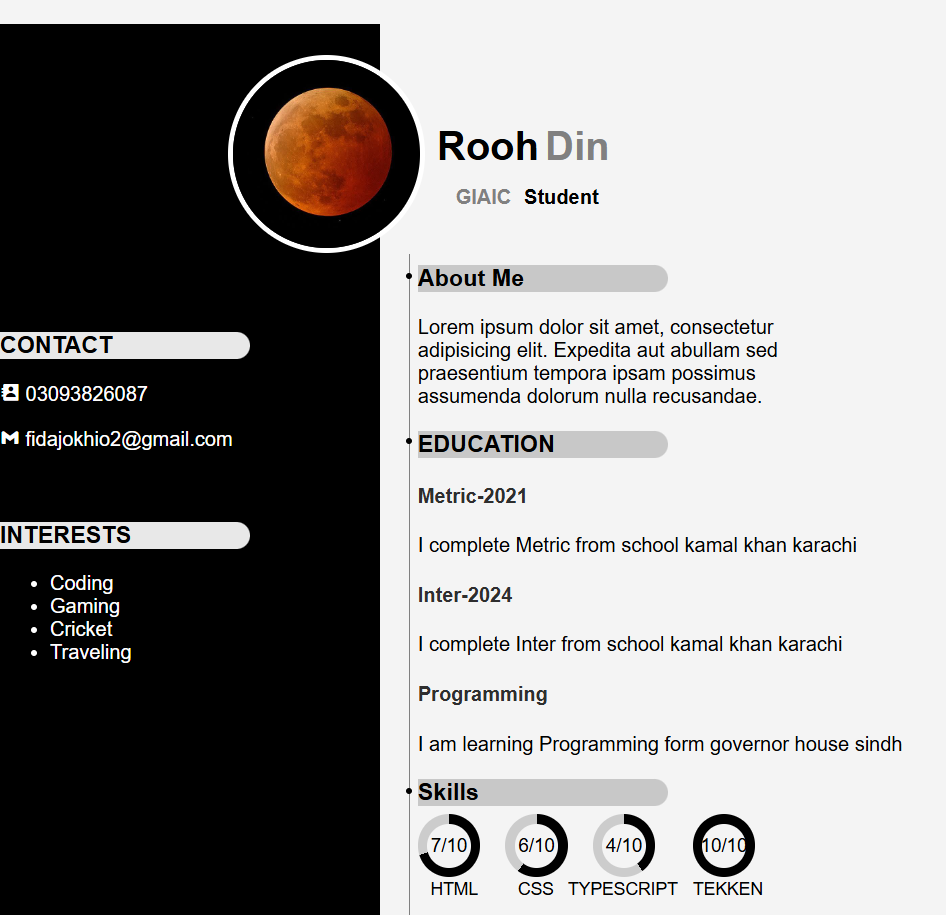 Rooh Din
GIAIC Student
CONTACT
03093826087
fidajokhio2@gmail.com
INTERESTS
Coding
Gaming
Cricket
Traveling
About Me
Lorem ipsum dolor sit amet, consectetur
adipisicing elit. Expedita aut abullam sed
praesentium tempora ipsam possimus
assumenda dolorum nulla recusandae.
EDUCATION
Metric-2021
I complete Metric from school kamal khan karachi
Inter-2024
I complete Inter from school kamal khan karachi
Programming
I am learning Programming form governor house sindh
Skills
7/10 6/10 4/10 10/10
HTML CSS TYPESCRIPT TEKKEN